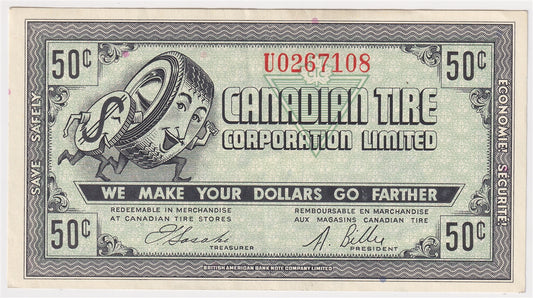 50¢
U0267108
50¢
CANADIAN TIRE
CORPORATION LIMITED
SAVE SAFELY
ECONOMIE SÉCURITÉ
$
WE MAKE YOUR DOLLARS GO FARTHER
REDEEMABLE IN MERCHANDISE
AT CANADIAN TIRE STORES
REMBOURSABLE EN MARCHANDISE
AUX MAGASINS CANADIAN TIRE
50¢
TREASURER
A. Billes
PRESIDENT
50¢
BRITISH AMERICAN BANK NOTE COMPANY LIMITED